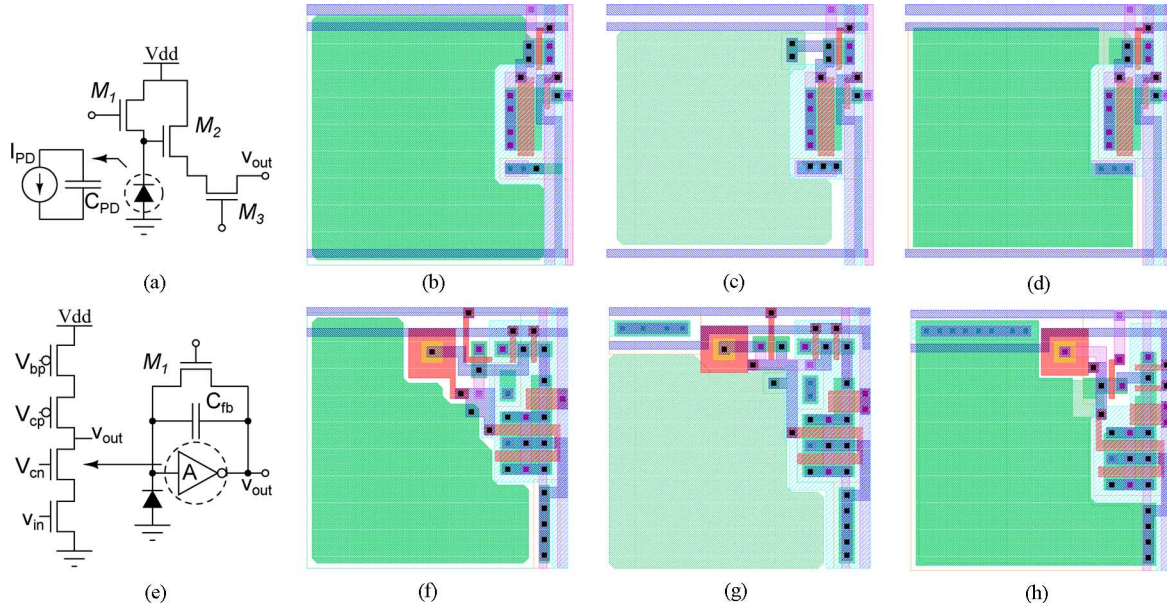 Vdd
M1
M2
IPD
CPD
vout
M3
(a)
(b)
(c)
(d)
Vdd
Vbp
Vcp
vout
Vcn
vin
M1
Cfb
A
vout
(e)
(f)
(g)
(h)